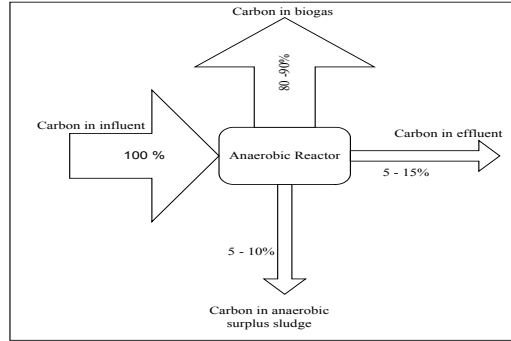 Carbon in biogas
80 -90%
Carbon in influent
100 %
Anaerobic Reactor
Carbon in effluent
5 - 15%
5 - 10%
Carbon in anaerobic
surplus sludge